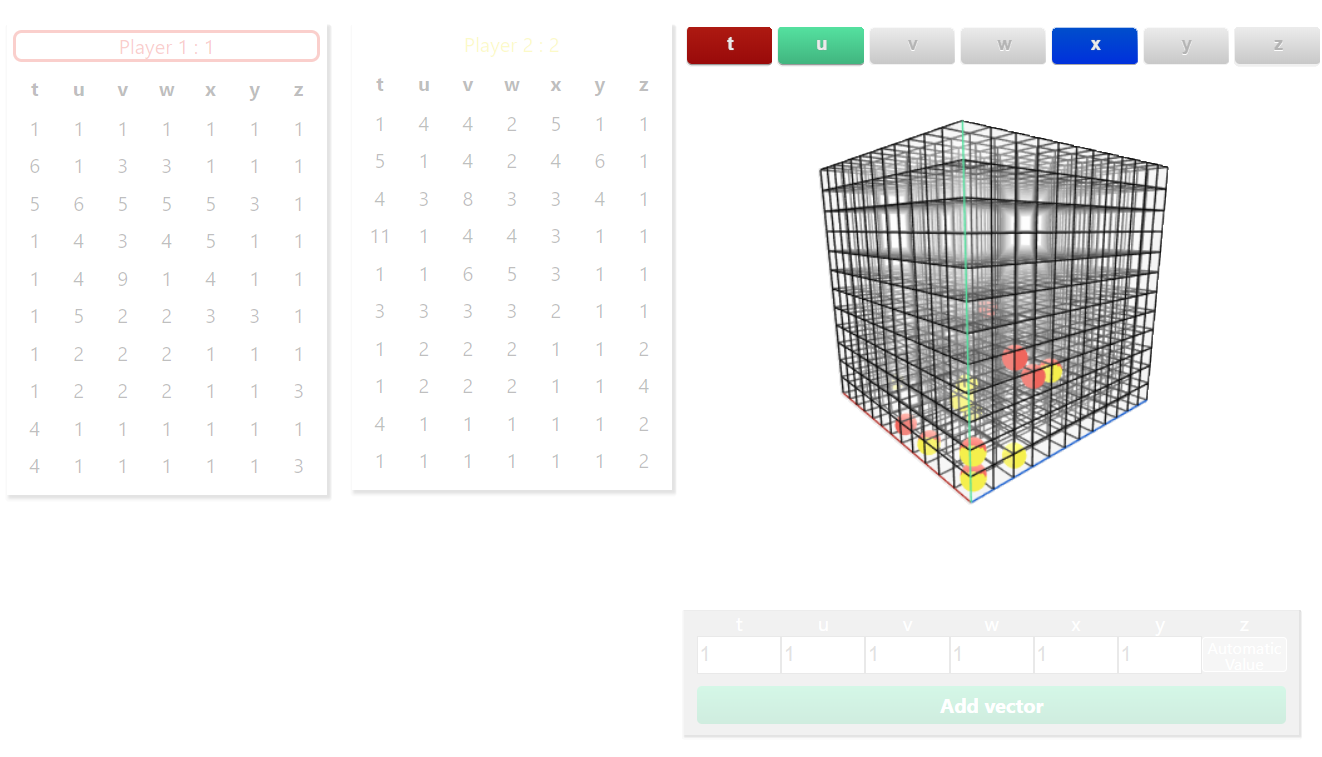 Player 1 : 1
t u v w x y z
1 1 1 1 1 1 1
6 1 3 3 1 1 1
5 6 5 5 5 3 1
1 4 3 4 5 1 1
1 4 9 1 4 1 1
1 5 2 2 3 3 1
1 2 2 2 1 1 1
1 2 2 2 1 1 3
4 1 1 1 1 1 1
4 1 1 1 1 1 3
Player 2 : 2
t u v w x y z
1 4 4 2 5 1 1
5 1 4 2 4 6 1
4 3 8 3 3 4 1
11 1 4 4 3 1 1
1 1 6 5 3 1 1
3 3 3 3 2 1 1
1 2 2 2 1 1 2
1 2 2 2 1 1 4
4 1 1 1 1 1 2
1 1 1 1 1 1 2
t u v w x y z
t u v w x y z
1 1 1 1 1 1 Automatic
Value
Add vector